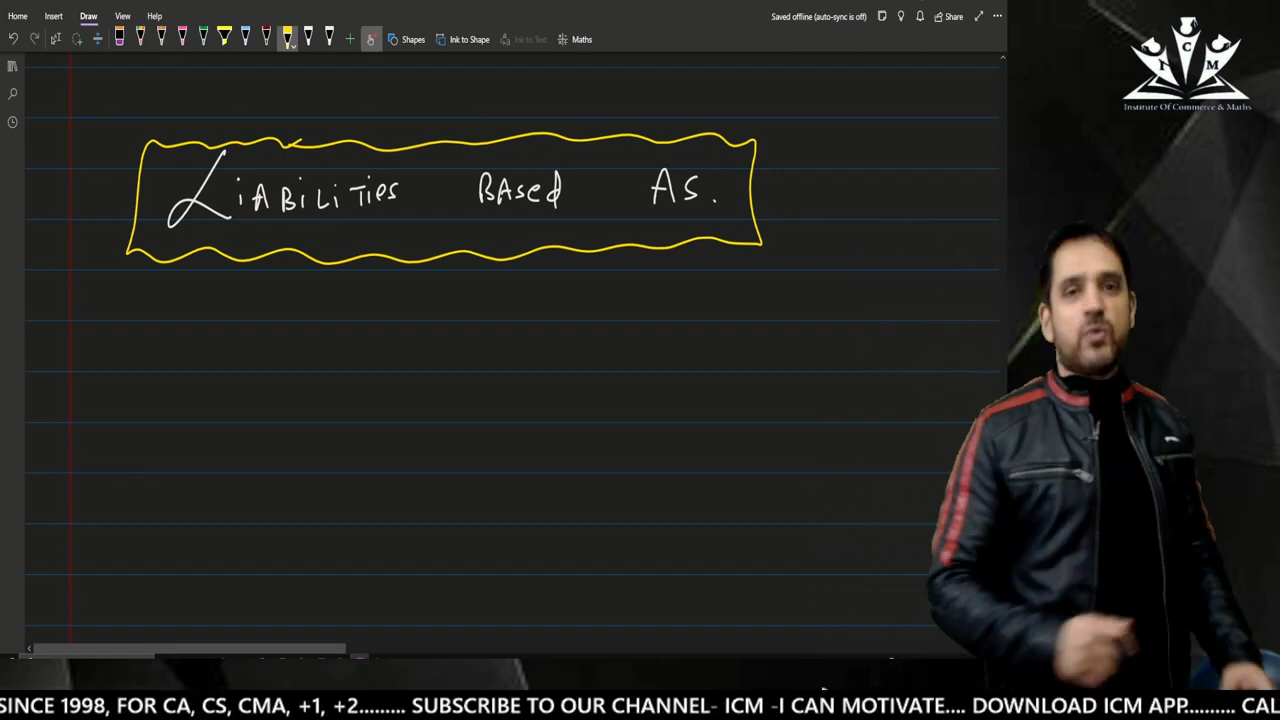 Home Insert Draw View Help
Saved offline (auto-sync is off) Share
Shapes Ink to Shape Ink to Text Maths
I C M
Institute Of Commerce & Maths
LiABiLiTies BAseD AS.
SINCE 1998, FOR CA, CS, CMA, +1, +2......... SUBSCRIBE TO OUR CHANNEL- ICM -I CAN MOTIVATE.... DOWNLOAD ICM APP......... CAL